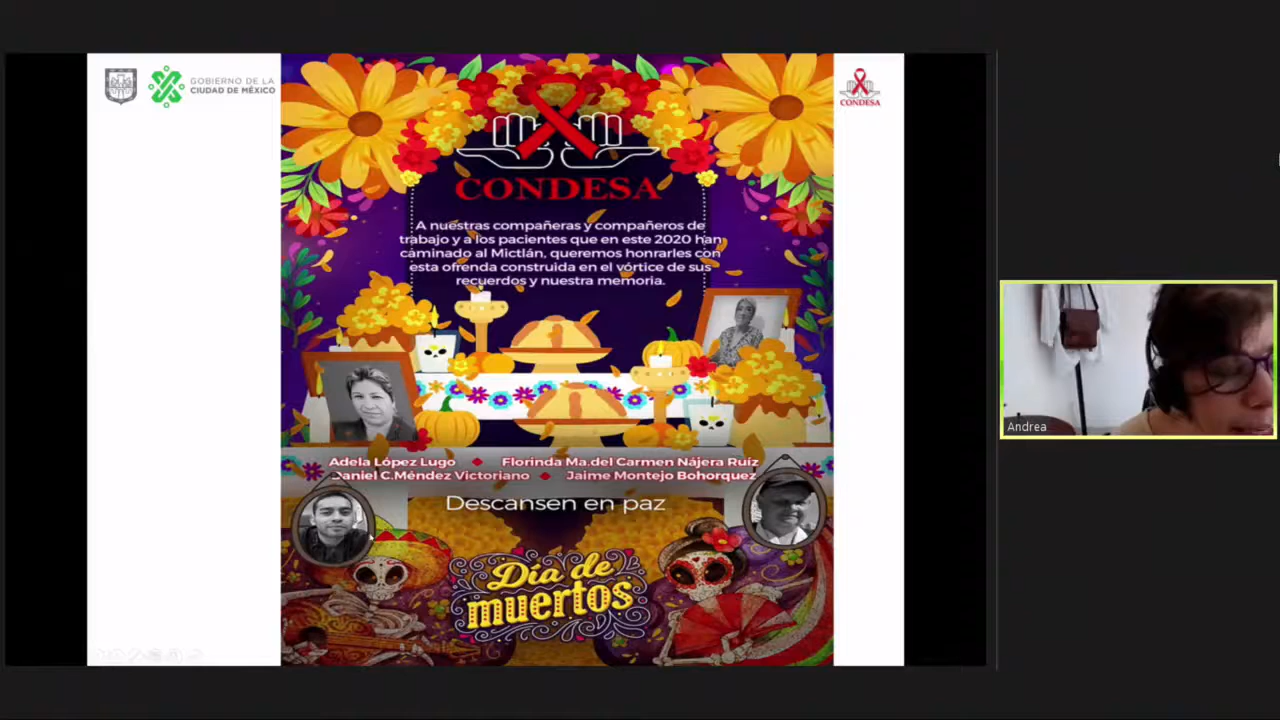 GOBIERNO DE LA
CIUDAD DE MÉXICO
CONDESA
CONDESA
A nuestras compañeras y compañeros de
trabajo y a los pacientes que en este 2020 han
caminado al Mictlán, queremos honrarles con
esta ofrenda construida en el vórtice de sus
recuerdos y nuestra memoria.
Adela López Lugo ◆ Florinda Ma.del Carmen Nájera Ruíz
Daniel C.Méndez Victoriano ◆ Jaime Montejo Bohorquez
Descansen en paz
Día de
muertos
Andrea